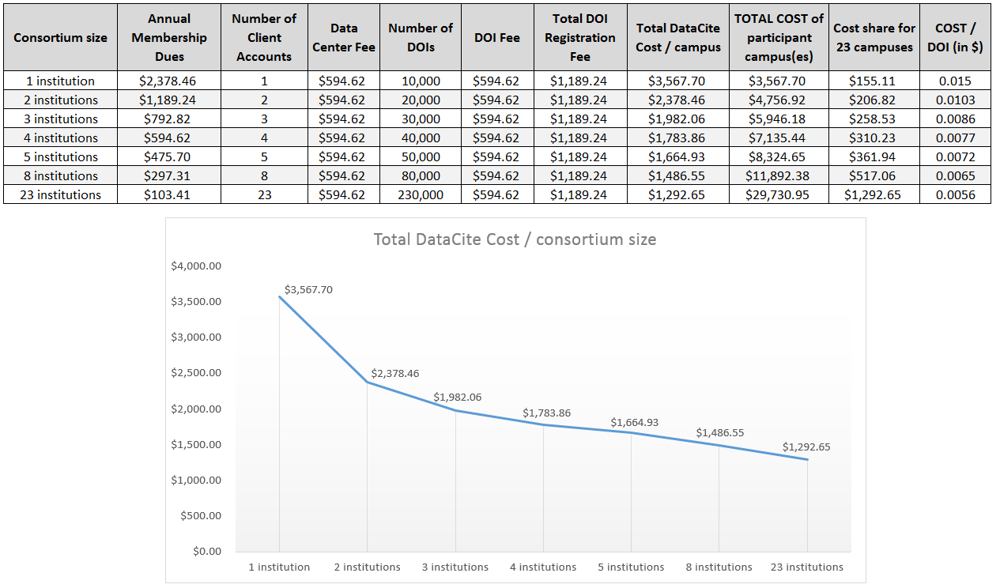 Consortium size Annual Membership Dues Number of Client Accounts Data Center Fee Number of DOIs DOI Fee Total DOI Registration Fee Total DataCite Cost / campus TOTAL COST of participant campus(es) Cost share for 23 campuses COST / DOI (in $)
1 institution $2,378.46 1 $594.62 10,000 $594.62 $1,189.24 $3,567.70 $3,567.70 $155.11 0.015
2 institutions $1,189.24 2 $594.62 20,000 $594.62 $1,189.24 $2,378.46 $4,756.92 $206.82 0.0103
3 institutions $792.82 3 $594.62 30,000 $594.62 $1,189.24 $1,982.06 $5,946.18 $258.53 0.0086
4 institutions $594.62 4 $594.62 40,000 $594.62 $1,189.24 $1,783.86 $7,135.44 $310.23 0.0077
5 institutions $475.70 5 $594.62 50,000 $594.62 $1,189.24 $1,664.93 $8,324.65 $361.94 0.0072
8 institutions $297.31 8 $594.62 80,000 $594.62 $1,189.24 $1,486.55 $11,892.38 $517.06 0.0065
23 institutions $103.41 23 $594.62 230,000 $594.62 $1,189.24 $1,292.65 $29,730.95 $1,292.65 0.0056
Total DataCite Cost / consortium size
$4,000.00
$3,500.00
$3,000.00
$2,500.00
$2,000.00
$1,500.00
$1,000.00
$500.00
$0.00
$3,567.70
$2,378.46
$1,982.06
$1,783.86
$1,664.93
$1,486.55
$1,292.65
1 institution 2 institutions 3 institutions 4 institutions 5 institutions 8 institutions 23 institutions